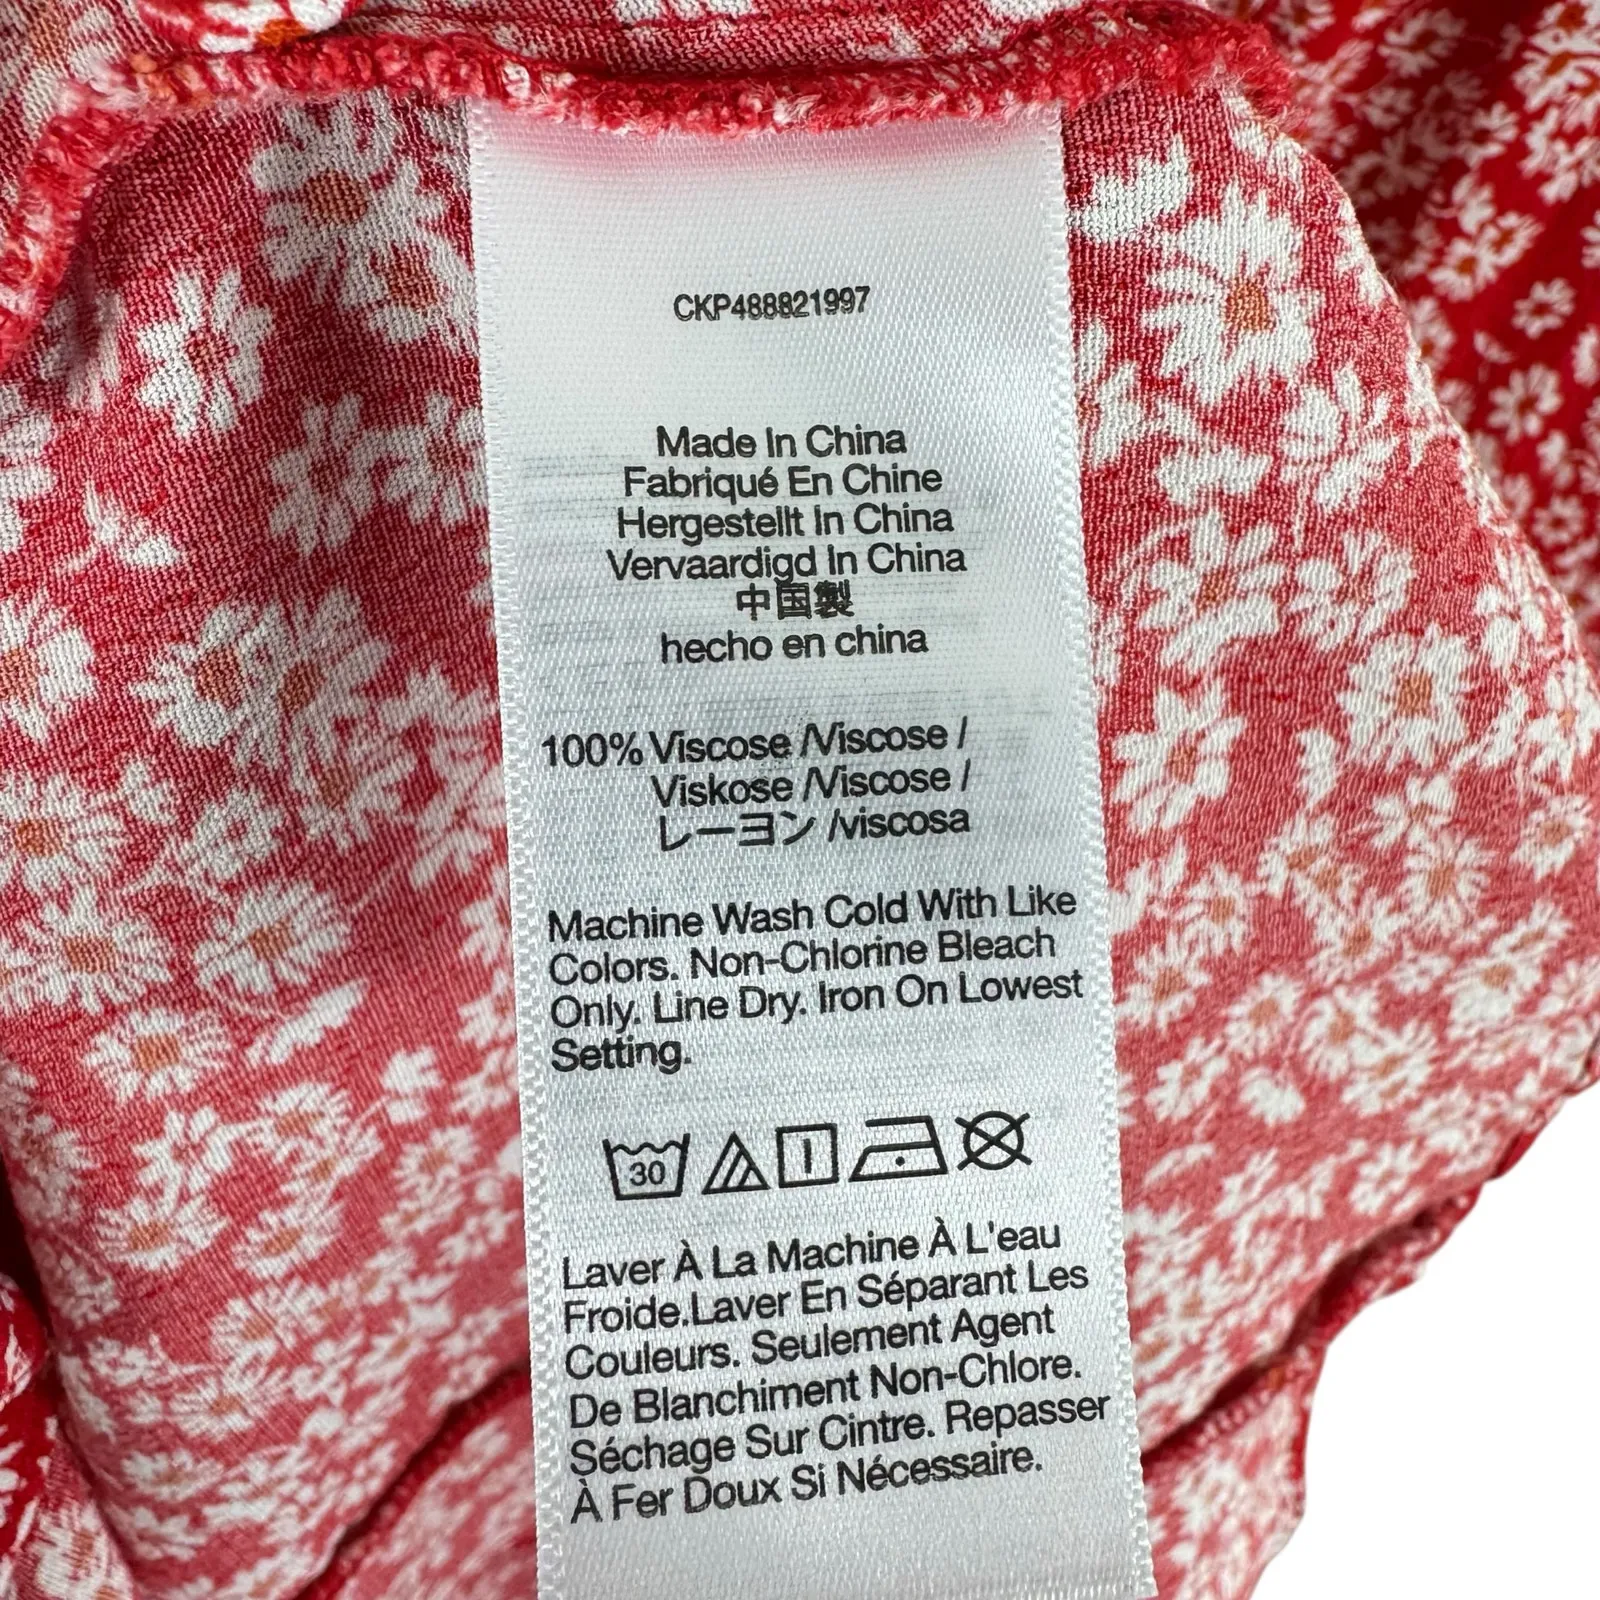 CKP488821997
Made In China
Fabriqué En Chine
Hergestellt In China
Vervaardigd In China
中国製
hecho en china
100% Viscose /Viscose /
Viskose /Viscose /
レーヨン /viscosa
Machine Wash Cold With Like
Colors. Non-Chlorine Bleach
Only. Line Dry. Iron On Lowest
Setting.
30
Laver À La Machine À L'eau
Froide.Laver En Séparant Les
Couleurs. Seulement Agent
De Blanchiment Non-Chlore.
Séchage Sur Cintre. Repasser
À Fer Doux Si Nécessaire.